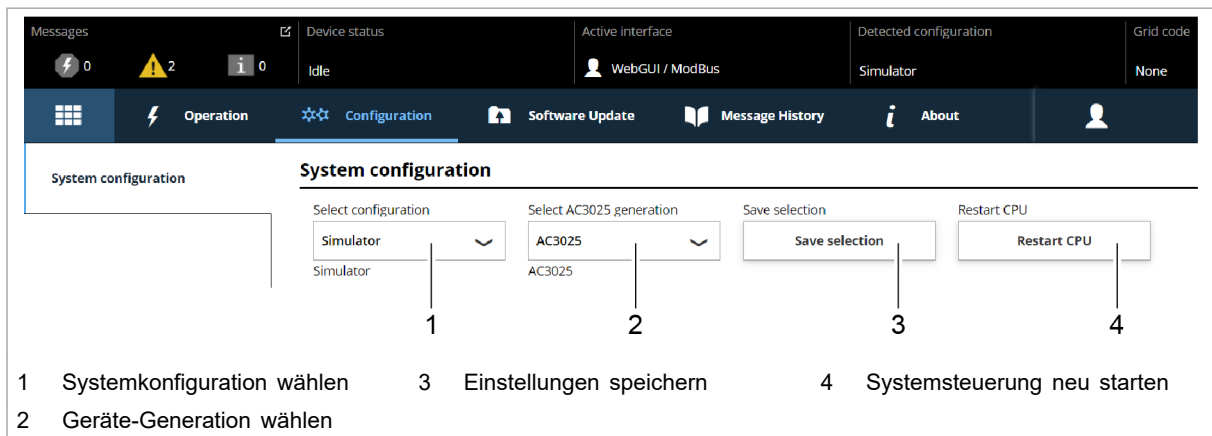 Messages Device status Active interface Detected configuration Grid code
0 2 i 0 Idle WebGUI / ModBus Simulator None
Operation Configuration Software Update Message History i About
System configuration
System configuration
Select configuration Select AC3025 generation Save selection Restart CPU
Simulator AC3025 Save selection Restart CPU
Simulator AC3025
1 2 3 4
1 Systemkonfiguration wählen 3 Einstellungen speichern 4 Systemsteuerung neu starten
2 Geräte-Generation wählen